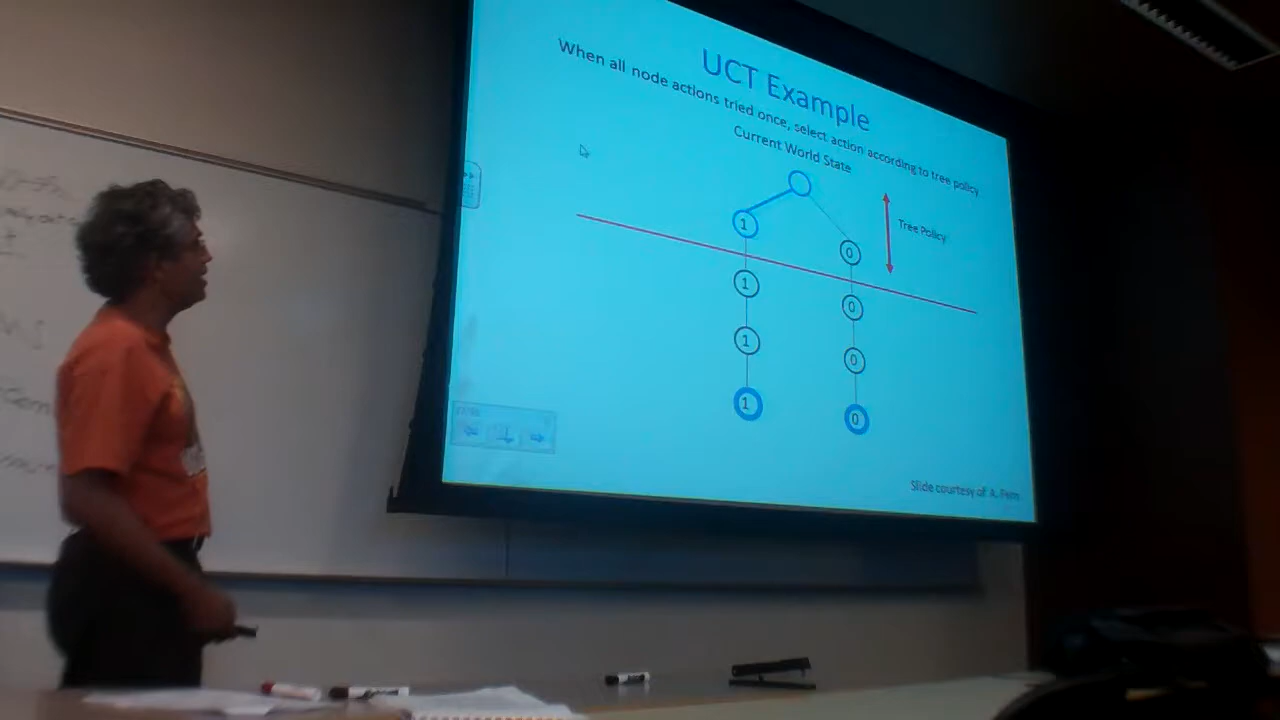 UCT Example
When all node actions tried once, select action according to tree policy
Current World State
Tree Policy
1
0
1
0
1
0
1
0
Slide courtesy of A. Fern